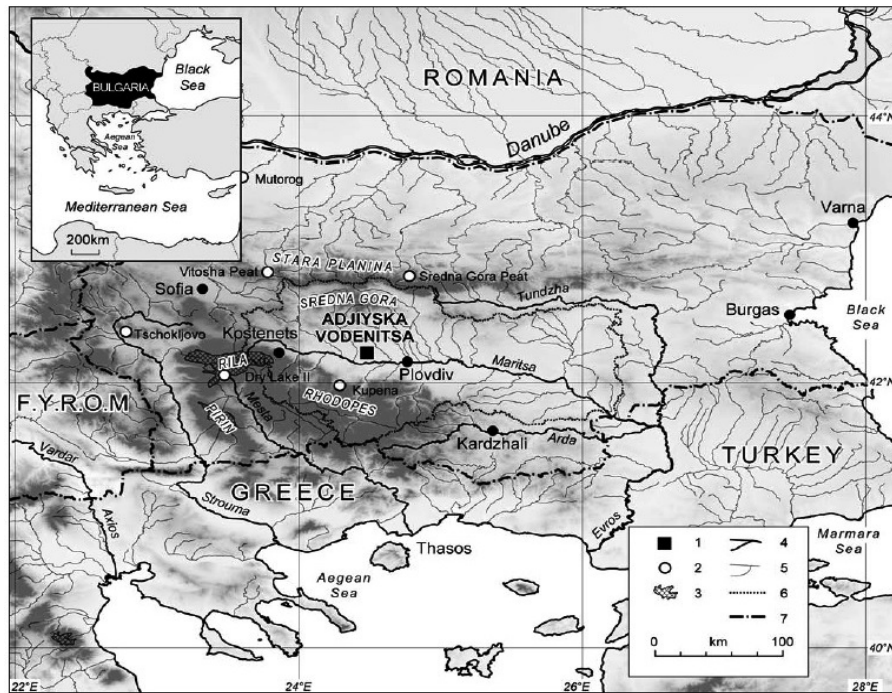 BULGARIA
Black
Sea
Aegean
Sea
Mediterranean Sea
200km
ROMANIA
Danube
44°N
Mutorog
Varna
STARA PLANINA
Vitosha Peat
Sredna Gora Peat
Sofia
SREDNA GORA
Tundzha
ADJIYSKA
VODENITSA
Burgas
Black
Sea
Tschokljovo
Kostenets
Maritsa
Plovdiv
RILA
Dry Lake II
Kupena
42°N
F.Y.R.O.M
PIRIN
Mesta
RHODOPES
Kardzhali
Arda
TURKEY
Vardar
GREECE
Strouma
Axios
Evros
Thasos
Marmara
Sea
Aegean
Sea
1
2
3
4
5
6
7
0 km 100
40°N
22°E
24°E
26°E
28°E